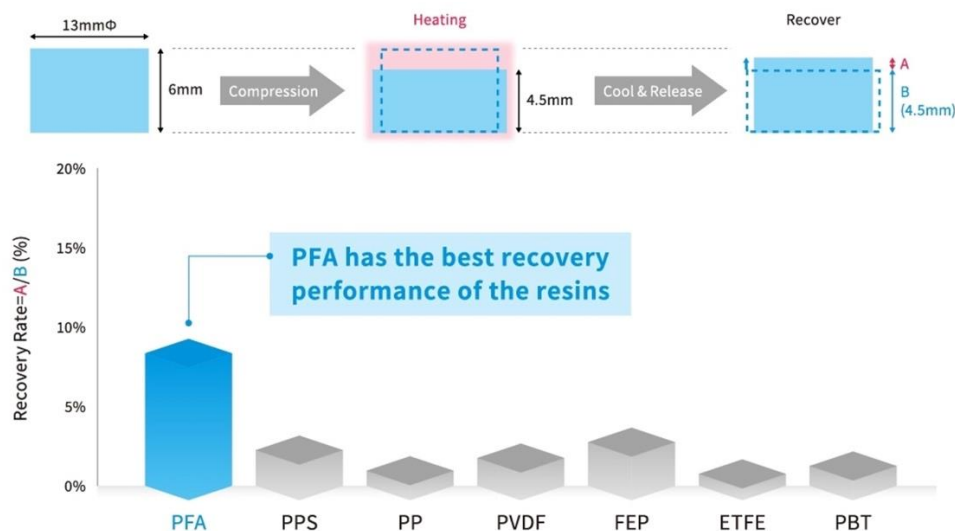 13mmΦ
6mm
Compression
Heating
4.5mm
Cool & Release
Recover
A
B
(4.5mm)
Recovery Rate=A/B (%)
20%
15%
10%
5%
0%
PFA has the best recovery
performance of the resins
PFA PPS PP PVDF FEP ETFE PBT